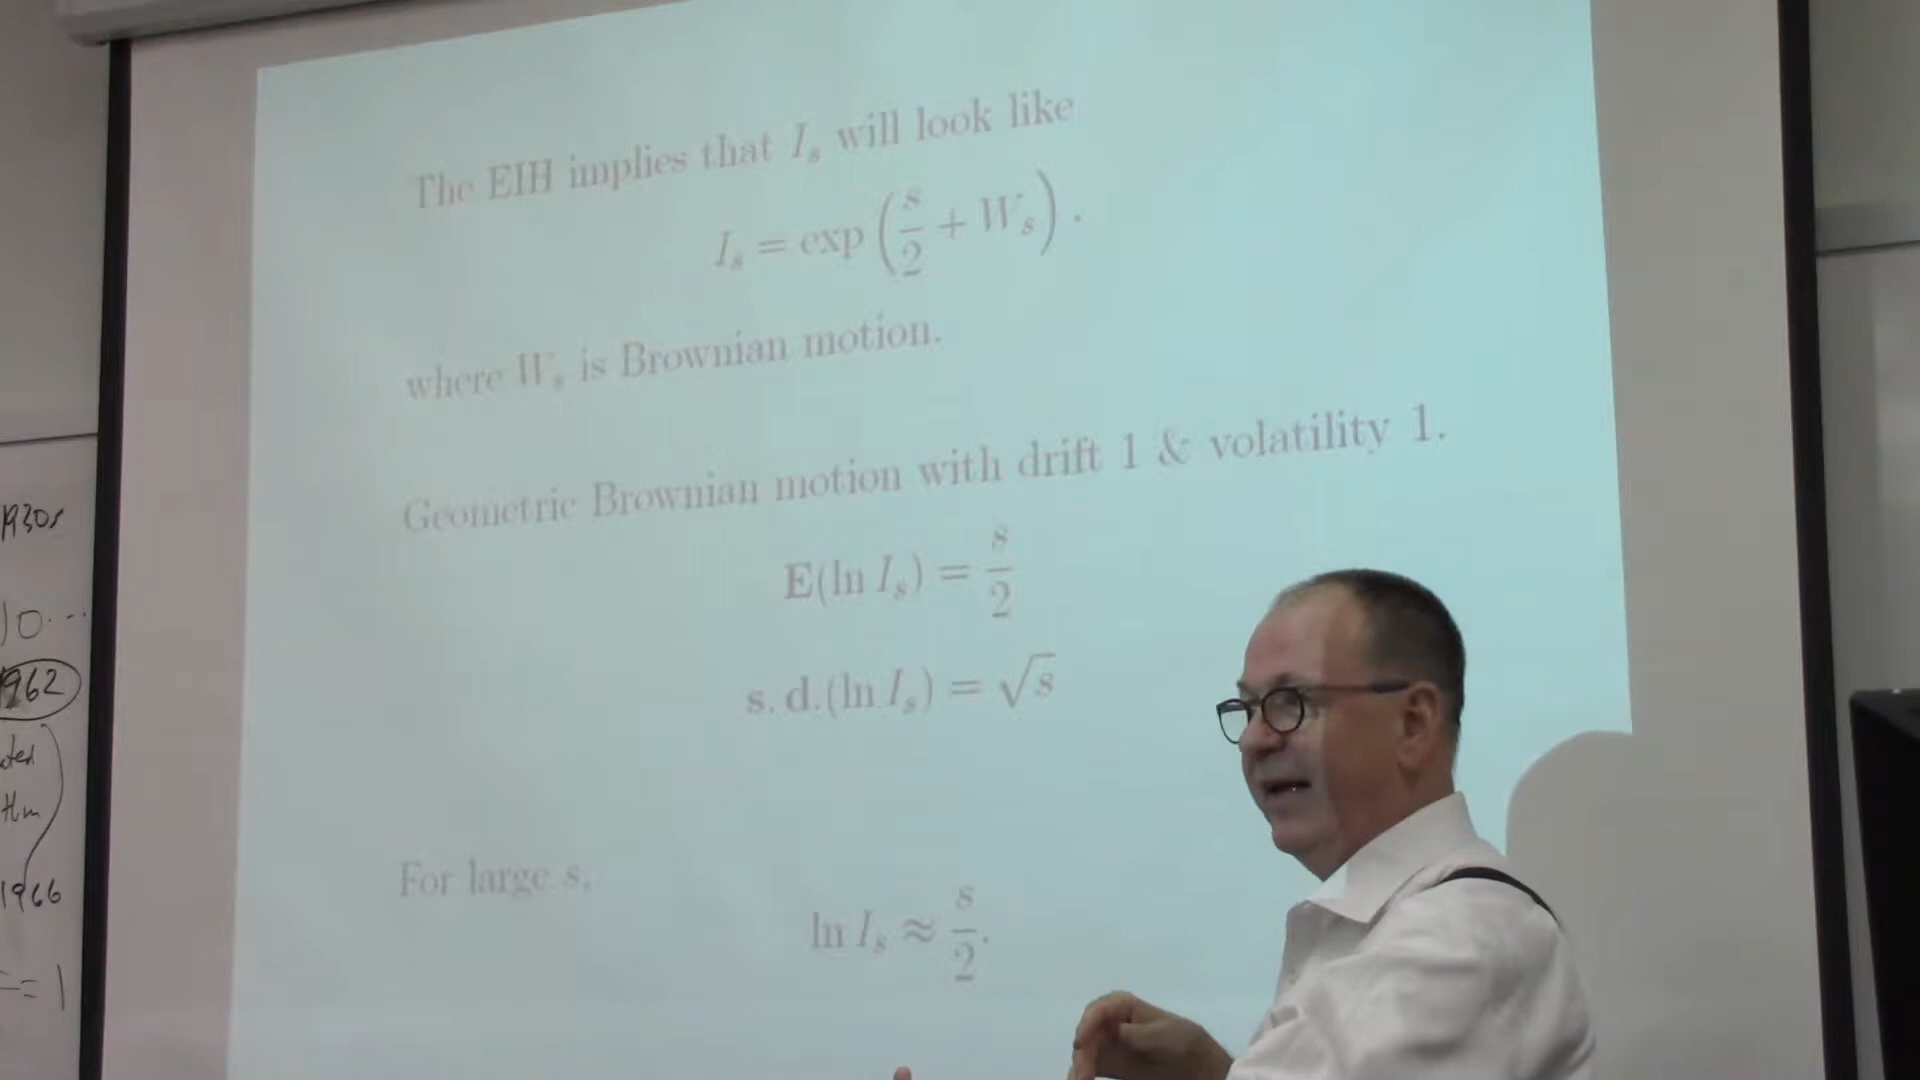 The EIH implies that I_s will look like
I_s = exp (s/2 + W_s) .
where W_s is Brownian motion.
Geometric Brownian motion with drift 1 & volatility 1.
E(ln I_s) = s/2
s. d.(ln I_s) = √s
For large s,
ln I_s ≈ s/2.
1930s
10...
1962
1966
= 1